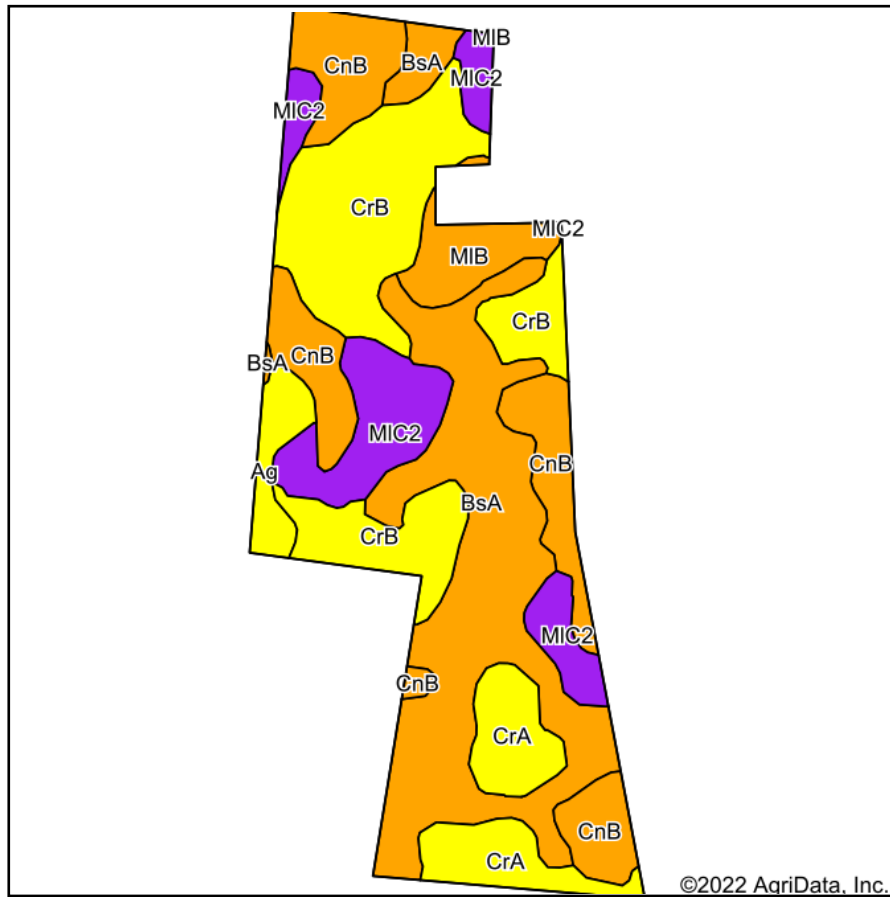 MIB
CnB
BsA
MIC2
MIC2
CrB
MIC2
MIB
CrB
BsA
CnB
MIC2
CnB
Ag
BsA
CrB
MIC2
CnB
CrA
CnB
CrA
©2022 AgriData, Inc.